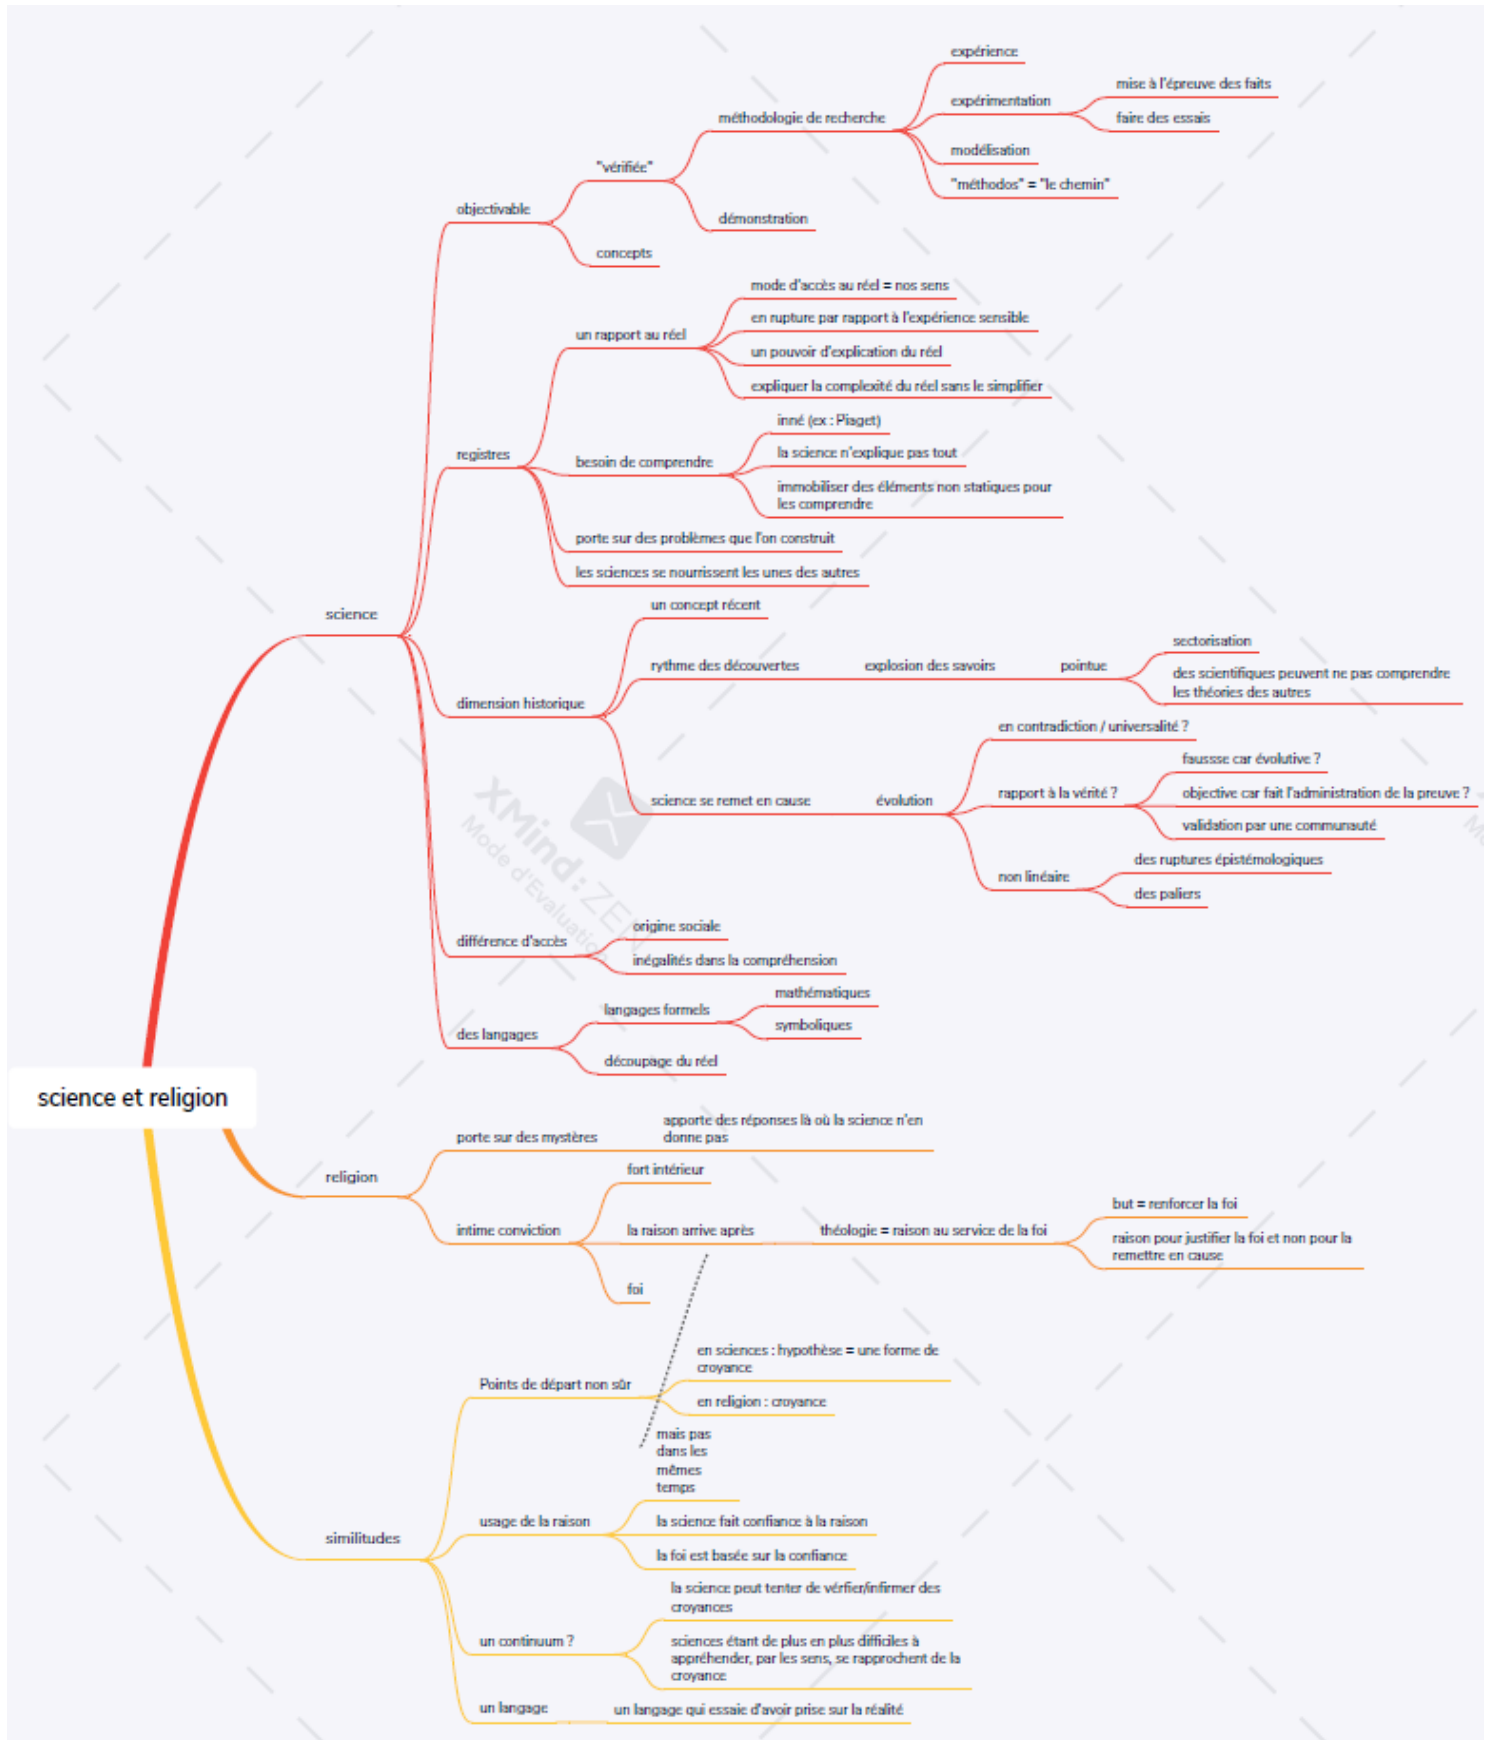 expérience
mise à l'épreuve des faits
expérimentation
faire des essais
méthodologie de recherche
modélisation
"méthodos" = "le chemin"
"vérifiée"
démonstration
objectivable
concepts
mode d'accès au réel = nos sens
en rupture par rapport à l'expérience sensible
un rapport au réel
un pouvoir d'explication du réel
expliquer la complexité du réel sans le simplifier
inné (ex : Piaget)
registres
besoin de comprendre
la science n'explique pas tout
immobiliser des éléments non statiques pour
les comprendre
porte sur des problèmes que l'on construit
les sciences se nourrissent les unes des autres
science
un concept récent
sectorisation
rythme des découvertes
explosion des savoirs
pointue
des scientifiques peuvent ne pas comprendre
les théories des autres
dimension historique
en contradiction / universalité ?
faussse car évolutive ?
science se remet en cause
évolution
rapport à la vérité ?
objective car fait l'administration de la preuve ?
validation par une communauté
des ruptures épistémologiques
non linéaire
des paliers
XMind:ZEN
Mode d'Evaluation
origine sociale
différence d'accès
inégalités dans la compréhension
mathématiques
langages formels
symboliques
des langages
découpage du réel
science et religion
apporte des réponses là où la science n'en
donne pas
porte sur des mystères
fort intérieur
religion
but = renforcer la foi
intime conviction
la raison arrive après
théologie = raison au service de la foi
raison pour justifier la foi et non pour la
remettre en cause
foi
en sciences : hypothèse = une forme de
croyance
Points de départ non sûr
en religion : croyance
mais pas
dans les
mêmes
temps
usage de la raison
la science fait confiance à la raison
similitudes
la foi est basée sur la confiance
la science peut tenter de vérfier/infirmer des
croyances
un continuum ?
sciences étant de plus en plus difficiles à
appréhender, par les sens, se rapprochent de la
croyance
un langage
un langage qui essaie d'avoir prise sur la réalité